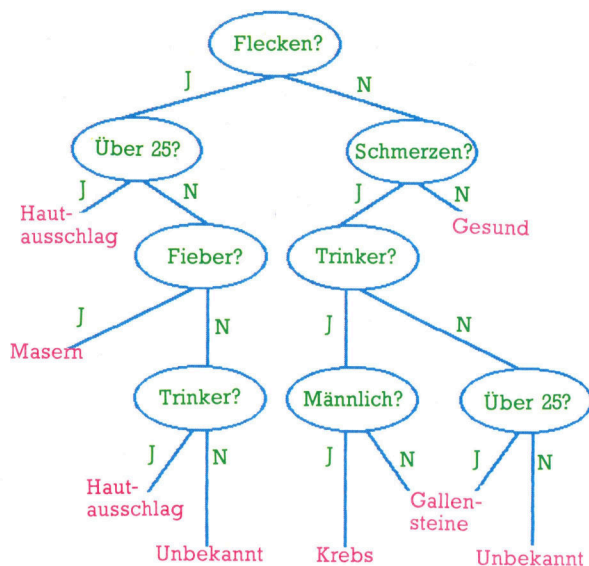 Flecken?
J N
Über 25? Schmerzen?
J N J N
Haut-
ausschlag
Gesund
Fieber? Trinker?
J N J N
Masern
Trinker? Männlich? Über 25?
J N J N J N
Haut-
ausschlag
Gallen-
steine
Unbekannt Krebs Unbekannt